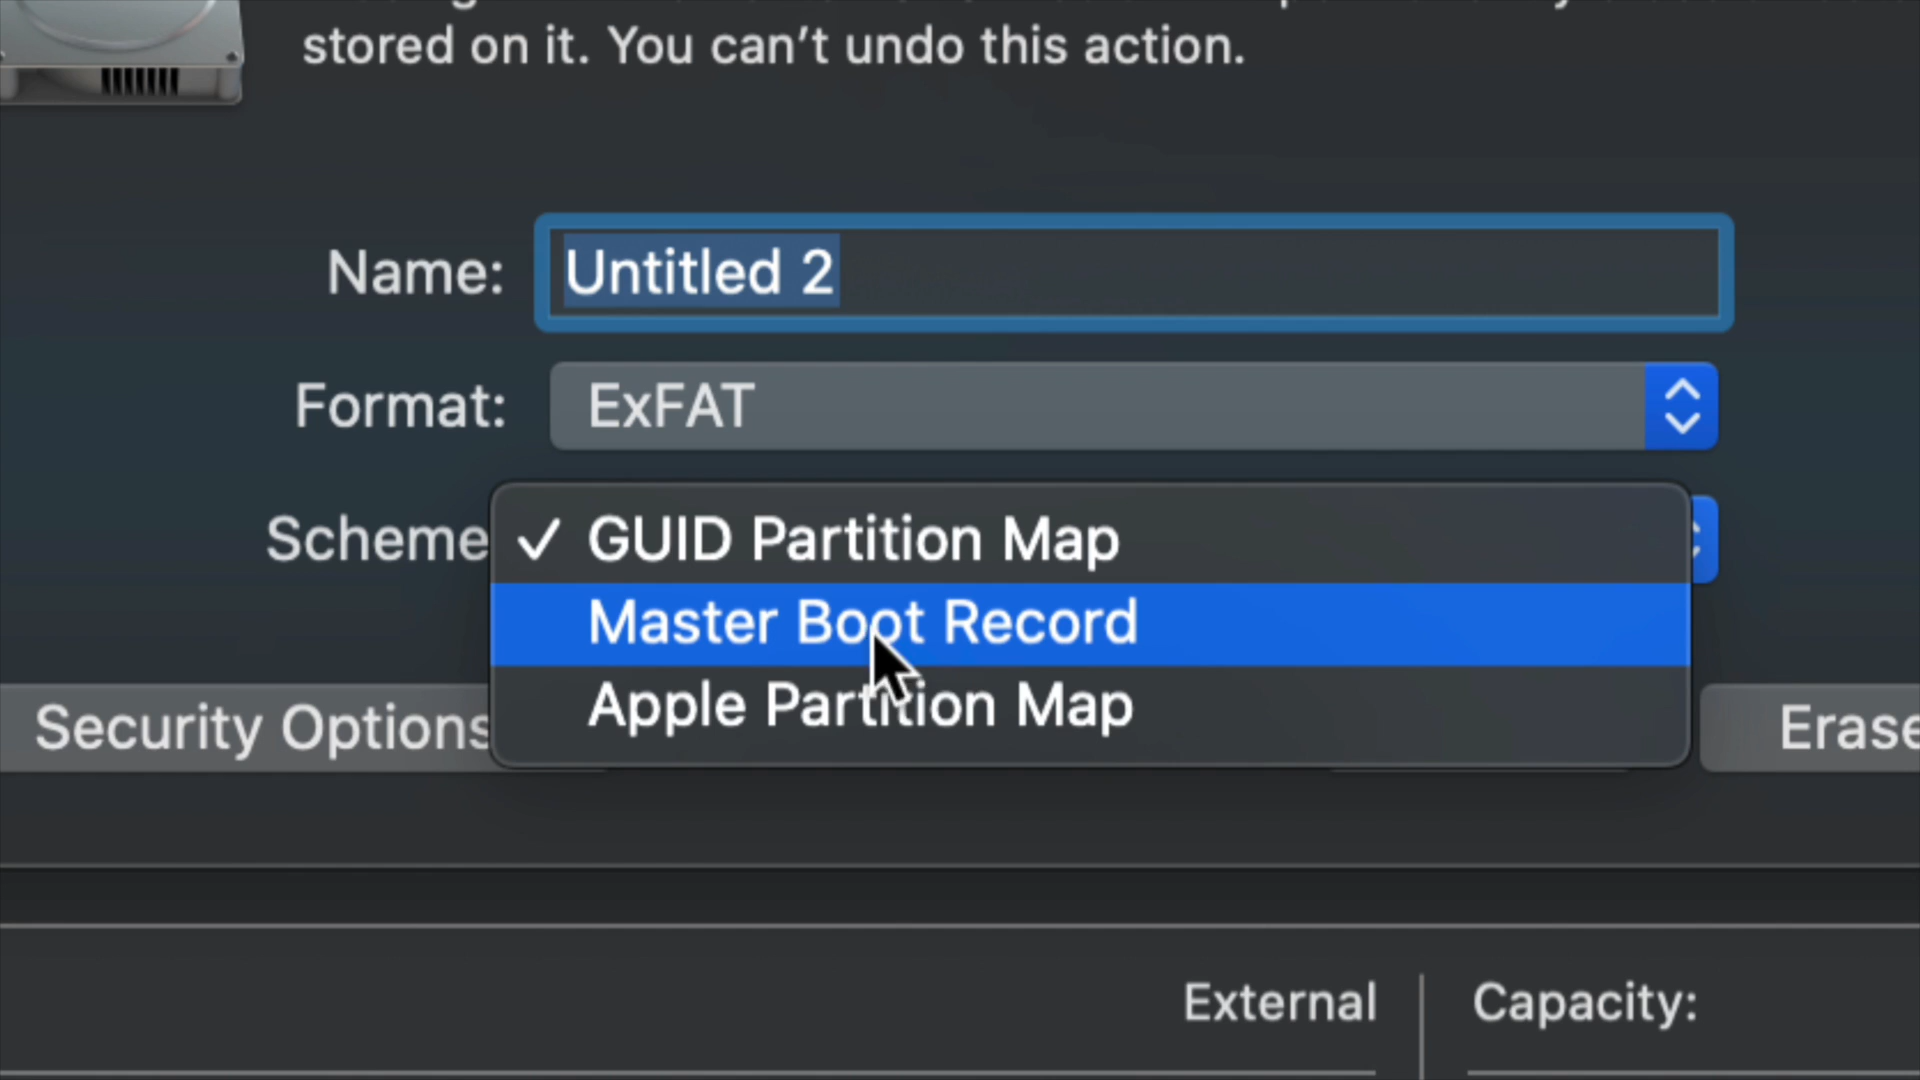 stored on it. You can't undo this action.
Name: Untitled 2
Format: ExFAT
Scheme ✓ GUID Partition Map
Master Boot Record
Apple Partition Map
Security Options
Erase
External
Capacity: